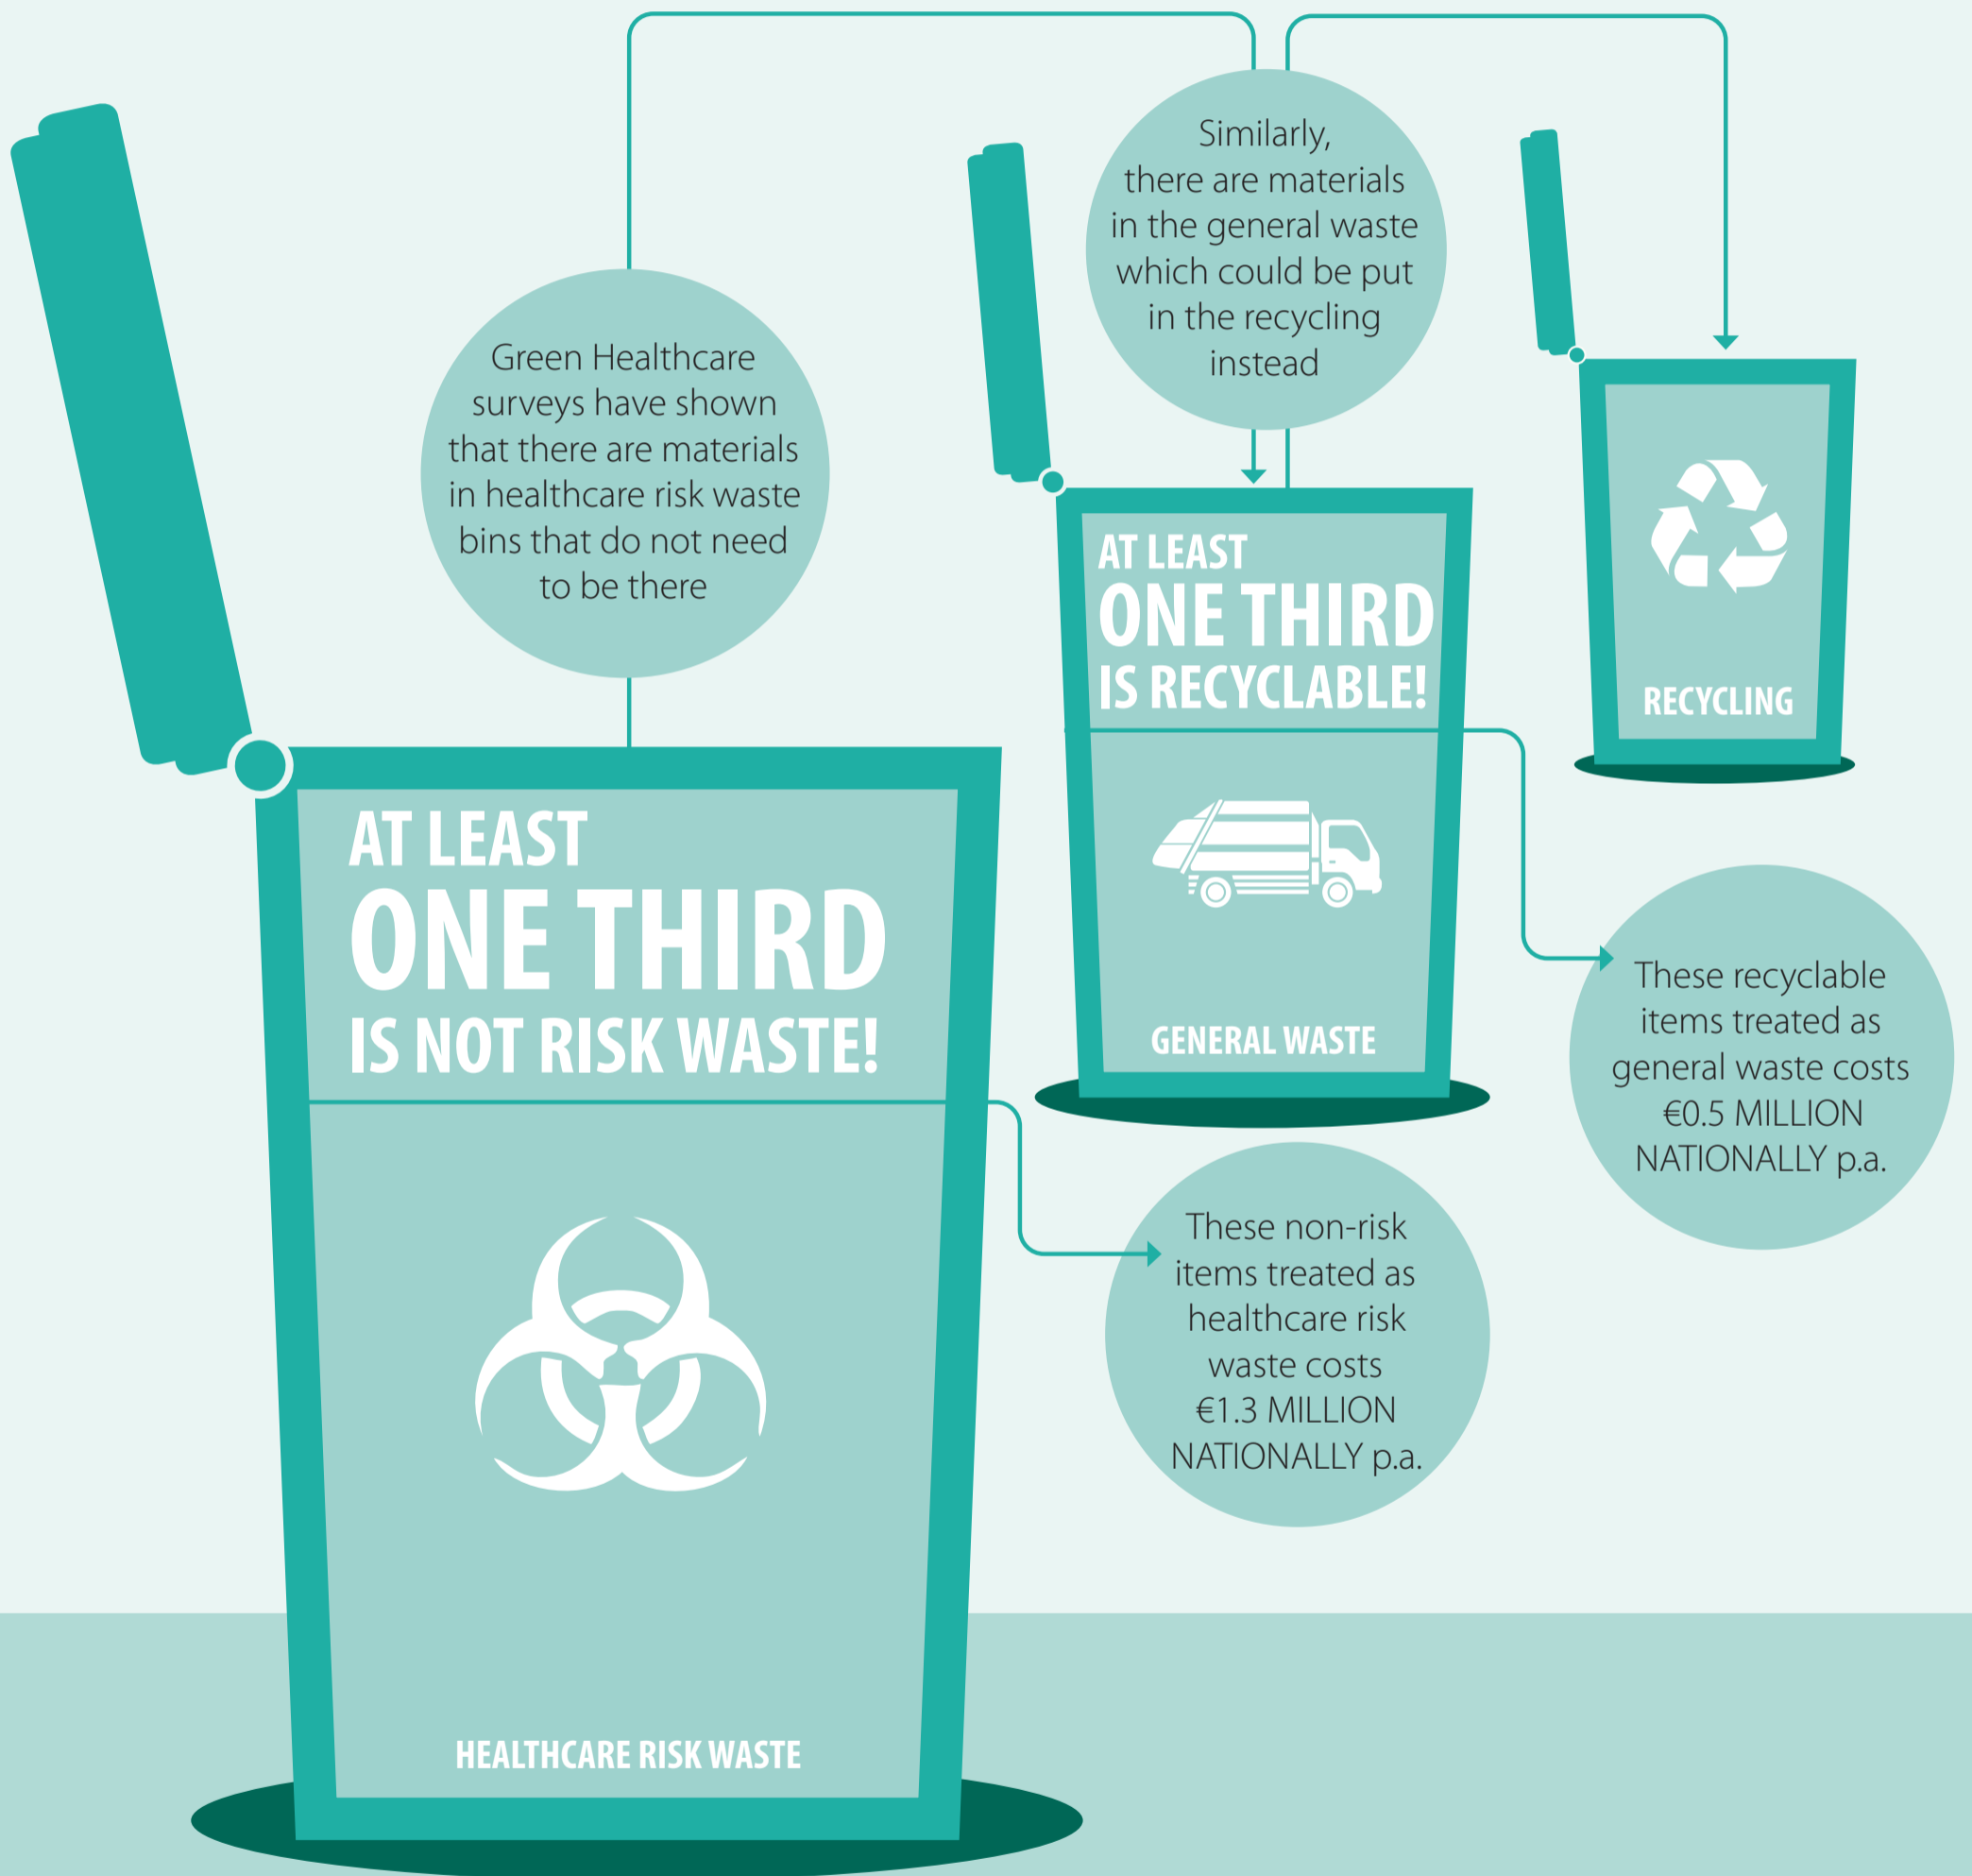 Green Healthcare
surveys have shown
that there are materials
in healthcare risk waste
bins that do not need
to be there
Similarly,
there are materials
in the general waste
which could be put
in the recycling
instead
AT LEAST
ONE THIRD
IS NOT RISK WASTE!
HEALTHCARE RISK WASTE
AT LEAST
ONE THIRD
IS RECYCLABLE!
GENERAL WASTE
RECYCLING
These non-risk
items treated as
healthcare risk
waste costs
€1.3 MILLION
NATIONALLY p.a.
These recyclable
items treated as
general waste costs
€0.5 MILLION
NATIONALLY p.a.